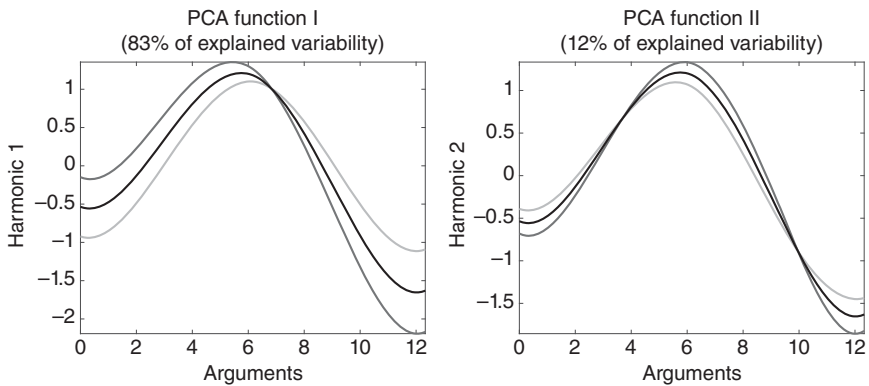 PCA function I
(83% of explained variability)
1
0.5
0
−0.5
−1
−1.5
−2
Harmonic 1
0 2 4 6 8 10 12
Arguments
PCA function II
(12% of explained variability)
1
0.5
0
−0.5
−1
−1.5
Harmonic 2
0 2 4 6 8 10 12
Arguments